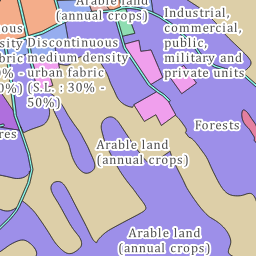 Arable land
(annual crops)
Industrial,
commercial,
public,
military and
private units
Discontinuous
medium density
urban fabric
(S.L. : 30% -
50%)
Forests
Arable land
(annual crops)
Arable land
(annual crops)